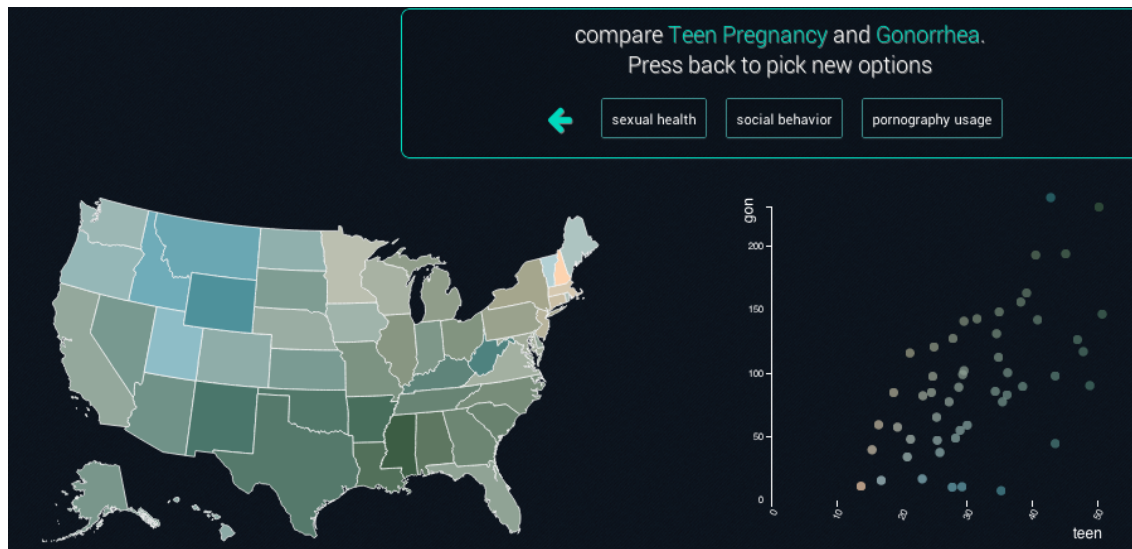 compare Teen Pregnancy and Gonorrhea.
Press back to pick new options
sexual health
social behavior
pornography usage
gon
200
150
100
50
0
0
10
20
30
40
50
teen